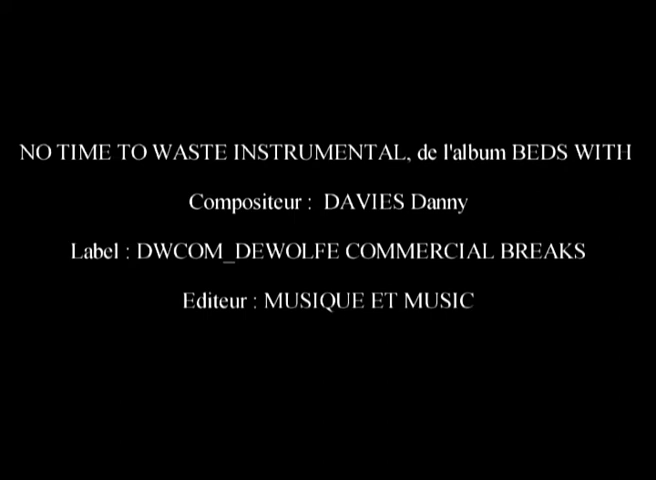 NO TIME TO WASTE INSTRUMENTAL, de l'album BEDS WITH
Compositeur : DAVIES Danny
Label : DWCOM_DEWOLFE COMMERCIAL BREAKS
Editeur : MUSIQUE ET MUSIC